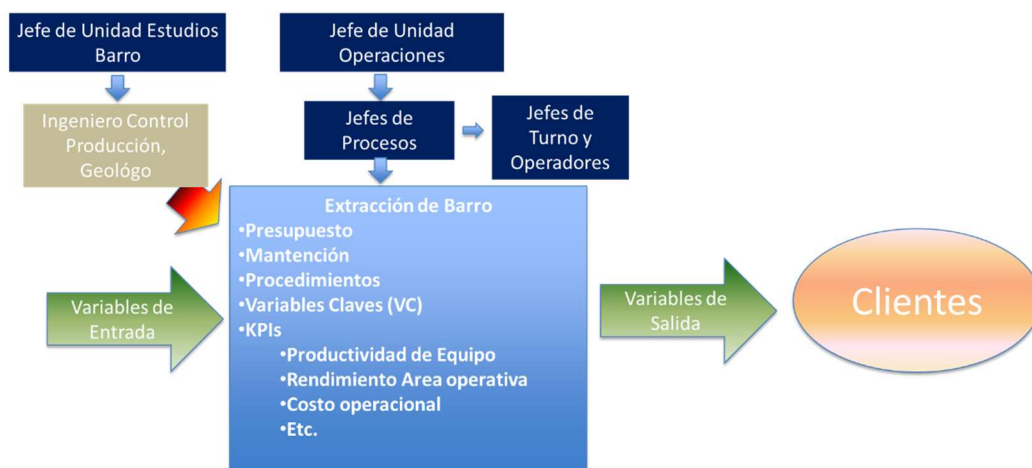 Jefe de Unidad Estudios
Barro
Jefe de Unidad
Operaciones
Ingeniero Control
Producción,
Geológo
Jefes de
Procesos
Jefes de
Turno y
Operadores
Extracción de Barro
•Presupuesto
•Mantención
•Procedimientos
•Variables Claves (VC)
•KPIs
•Productividad de Equipo
•Rendimiento Area operativa
•Costo operacional
•Etc.
Variables de
Entrada
Variables de
Salida
Clientes